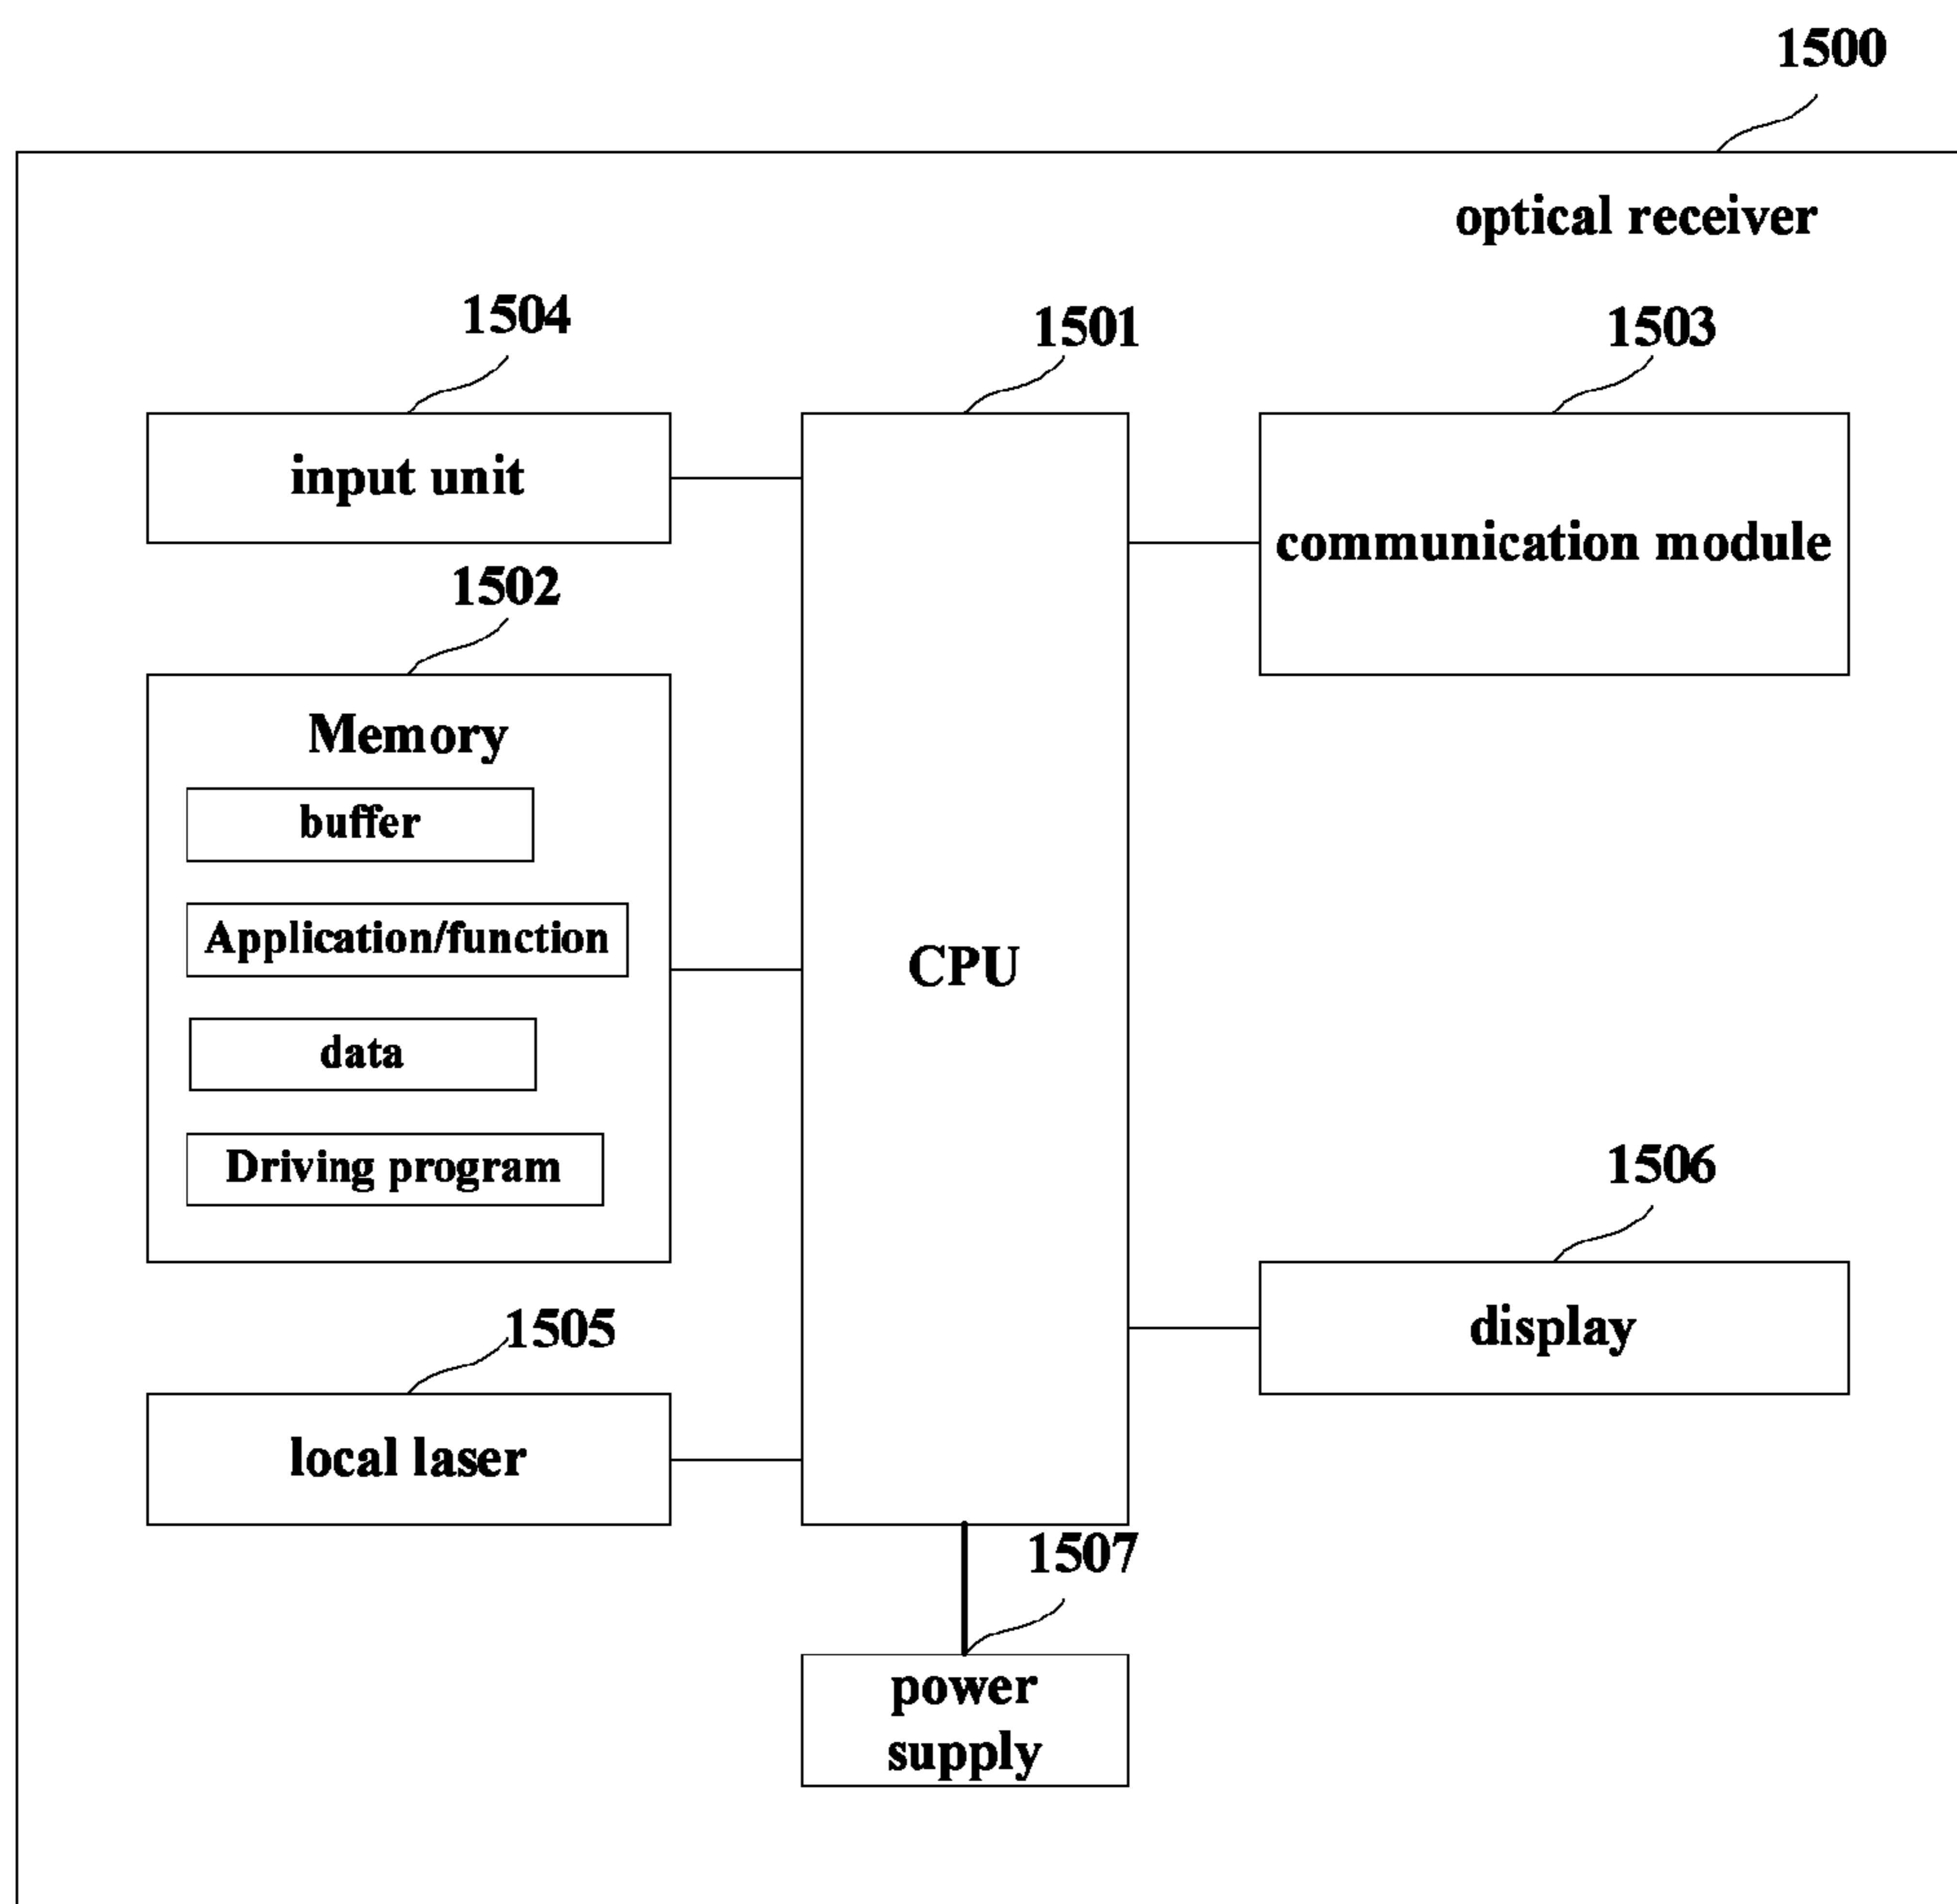 1500
optical receiver
1504
1501
1503
input unit
communication module
1502
Memory
buffer
Application/function
data
Driving program
CPU
1506
display
1505
local laser
1507
power
supply